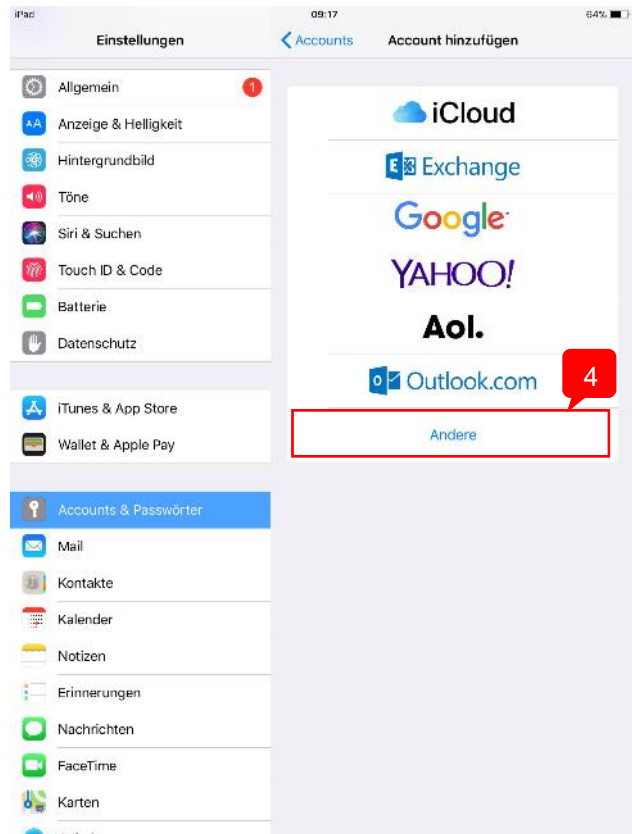 iPad 09:17 64%
Einstellungen
Allgemein 1
Anzeige & Helligkeit
Hintergrundbild
Töne
Siri & Suchen
Touch ID & Code
Batterie
Datenschutz
iTunes & App Store
Wallet & Apple Pay
Accounts & Passwörter
Mail
Kontakte
Kalender
Notizen
Erinnerungen
Nachrichten
FaceTime
Karten
Accounts Account hinzufügen
iCloud
Exchange
Google
YAHOO!
Aol.
Outlook.com
4
Andere